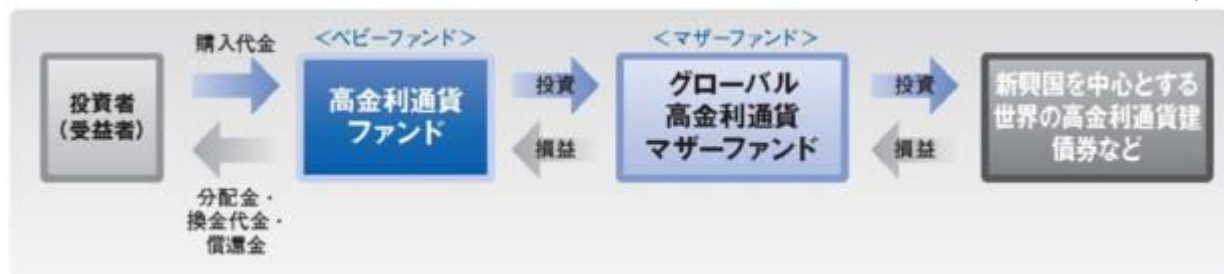 購入代金
<ベビーファンド>
<マザーファンド>
投資者
(受益者)
高金利通貨
ファンド
投資
損益
グローバル
高金利通貨
マザーファンド
投資
損益
新興国を中心とする
世界の高金利通貨建
債券など
分配金・
換金代金・
償還金